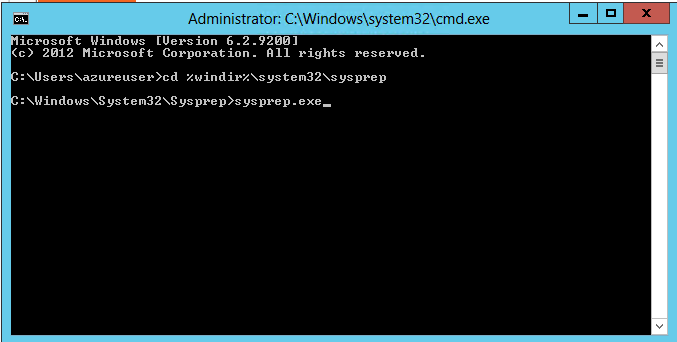 Administrator: C:\Windows\system32\cmd.exe
Microsoft Windows [Version 6.2.9200]
(c) 2012 Microsoft Corporation. All rights reserved.
C:\Users\azureuser>cd %windir%\system32\sysprep
C:\Windows\System32\Sysprep>sysprep.exe